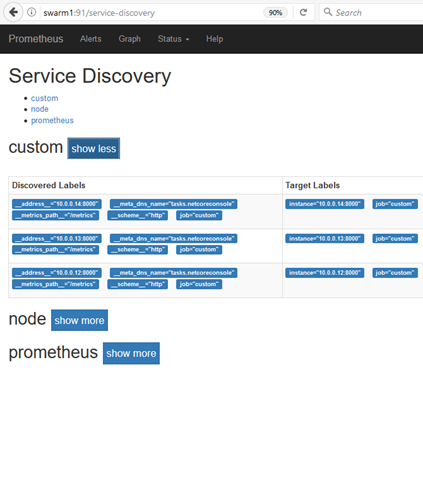 swarm1:91/service-discovery 90% Search
Prometheus Alerts Graph Status Help
Service Discovery
custom
node
prometheus
custom show less
Discovered Labels Target Labels
__address__="10.0.0.14:8000" __meta_dns_name="tasks.netcoreconsole" instance="10.0.0.14:8000" job="custom"
__metrics_path__="/metrics" __scheme__="http" job="custom"
__address__="10.0.0.13:8000" __meta_dns_name="tasks.netcoreconsole" instance="10.0.0.13:8000" job="custom"
__metrics_path__="/metrics" __scheme__="http" job="custom"
__address__="10.0.0.12:8000" __meta_dns_name="tasks.netcoreconsole" instance="10.0.0.12:8000" job="custom"
__metrics_path__="/metrics" __scheme__="http" job="custom"
node show more
prometheus show more